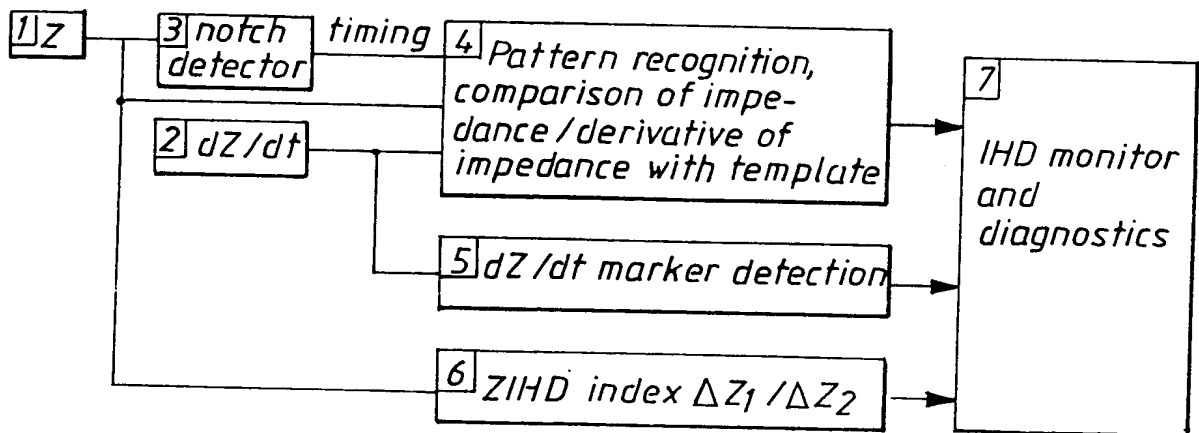 1 Z
3 notch
detector
timing
4 Pattern recognition,
comparison of impe-
dance/derivative of
impedance with template
2 dZ/dt
5 dZ/dt marker detection
6 ZIHD index ΔZ₁/ΔZ₂
7
IHD monitor
and
diagnostics